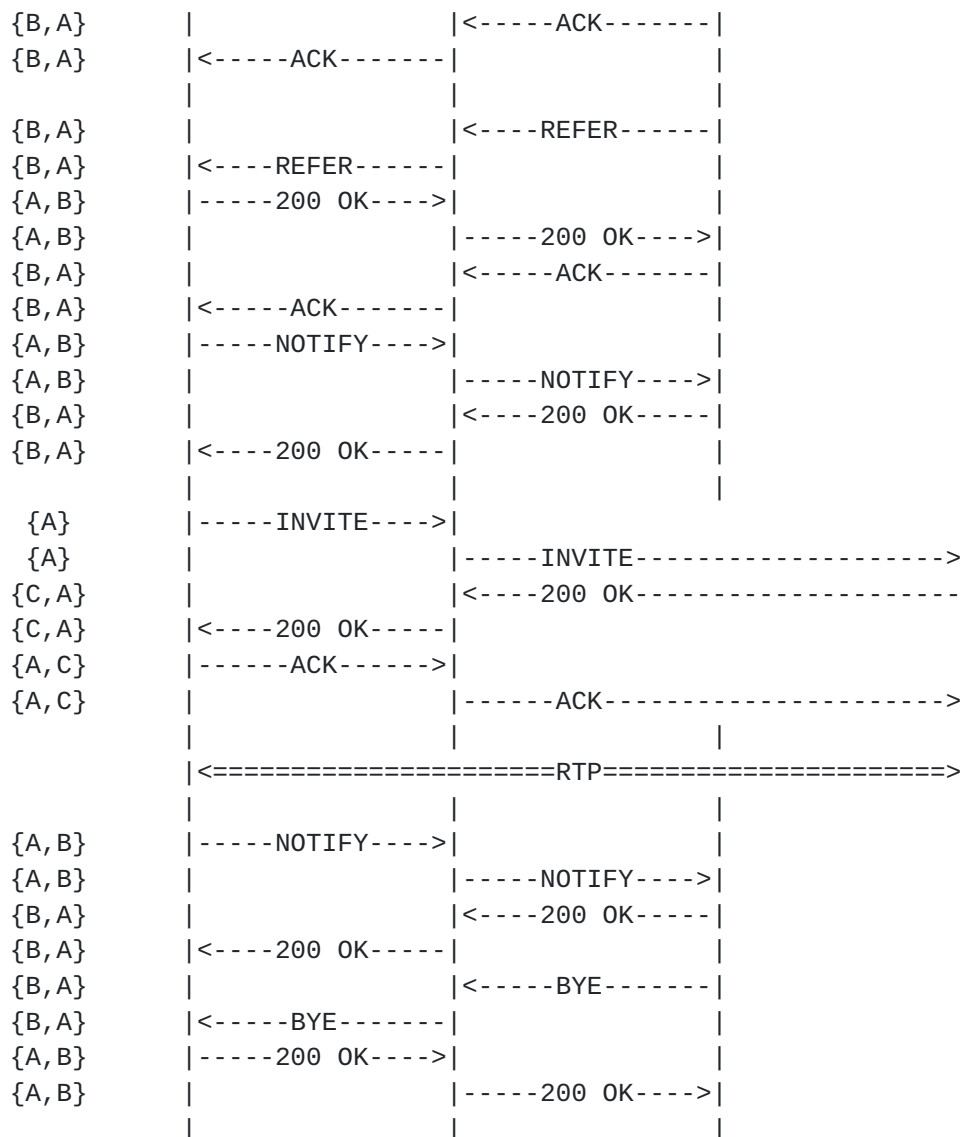 {B,A}       |                |<-----ACK-------|
{B,A}       |<-----ACK-------|                |
            |                |                |
{B,A}       |                |<----REFER------|
{B,A}       |<----REFER------|                |
{A,B}       |-----200 OK---->|                |
{A,B}       |                |-----200 OK---->|
{B,A}       |                |<-----ACK-------|
{B,A}       |<-----ACK-------|                |
{A,B}       |-----NOTIFY---->|                |
{A,B}       |                |-----NOTIFY---->|
{B,A}       |                |<----200 OK-----|
{B,A}       |<----200 OK-----|                |
            |                |                |
 {A}        |-----INVITE---->|
 {A}        |                |-----INVITE-------------------->
{C,A}       |                |<----200 OK---------------------
{C,A}       |<----200 OK-----|
{A,C}       |------ACK------>|
{A,C}       |                |------ACK---------------------->
            |                |                |
            |<======================RTP======================>
            |                |                |
{A,B}       |-----NOTIFY---->|                |
{A,B}       |                |-----NOTIFY---->|
{B,A}       |                |<----200 OK-----|
{B,A}       |<----200 OK-----|                |
{B,A}       |                |<-----BYE-------|
{B,A}       |<-----BYE-------|                |
{A,B}       |-----200 OK---->|                |
{A,B}       |                |-----200 OK---->|
            |                |                |